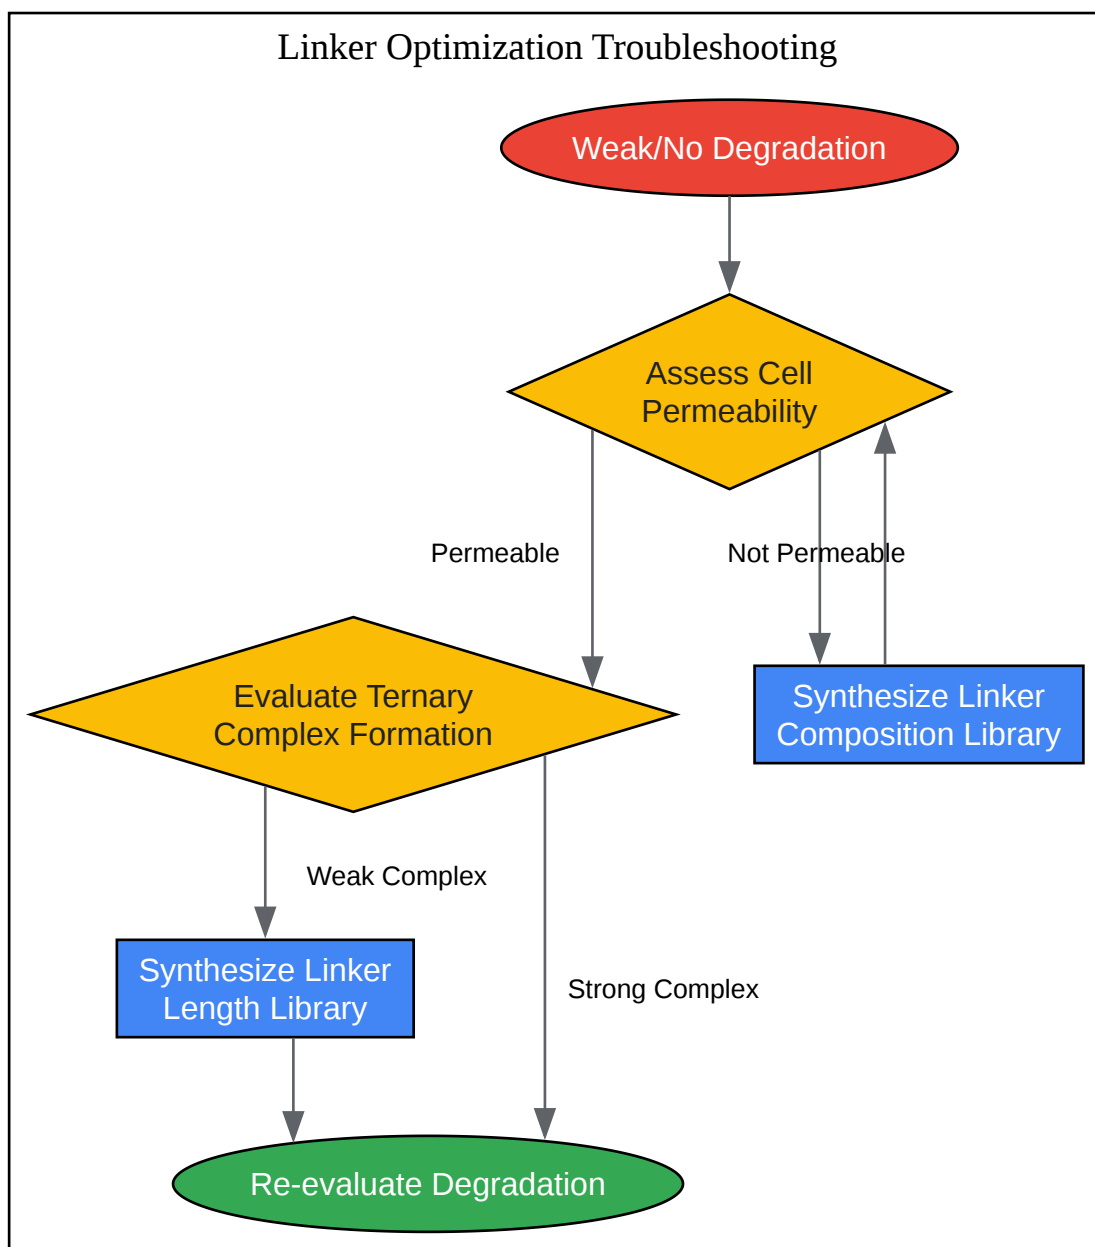 Linker Optimization Troubleshooting
Weak/No Degradation
Assess Cell
Permeability
Permeable
Not Permeable
Evaluate Ternary
Complex Formation
Synthesize Linker
Composition Library
Weak Complex
Synthesize Linker
Length Library
Strong Complex
Re-evaluate Degradation